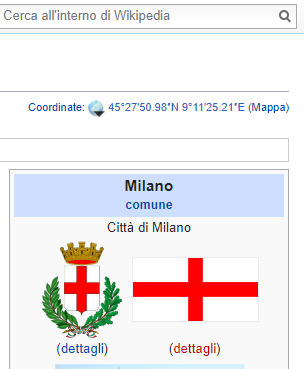 Cerca all'interno di Wikipedia
Coordinate: 45°27′50.98″N 9°11′25.21″E (Mappa)
Milano
comune
Città di Milano
(dettagli) (dettagli)